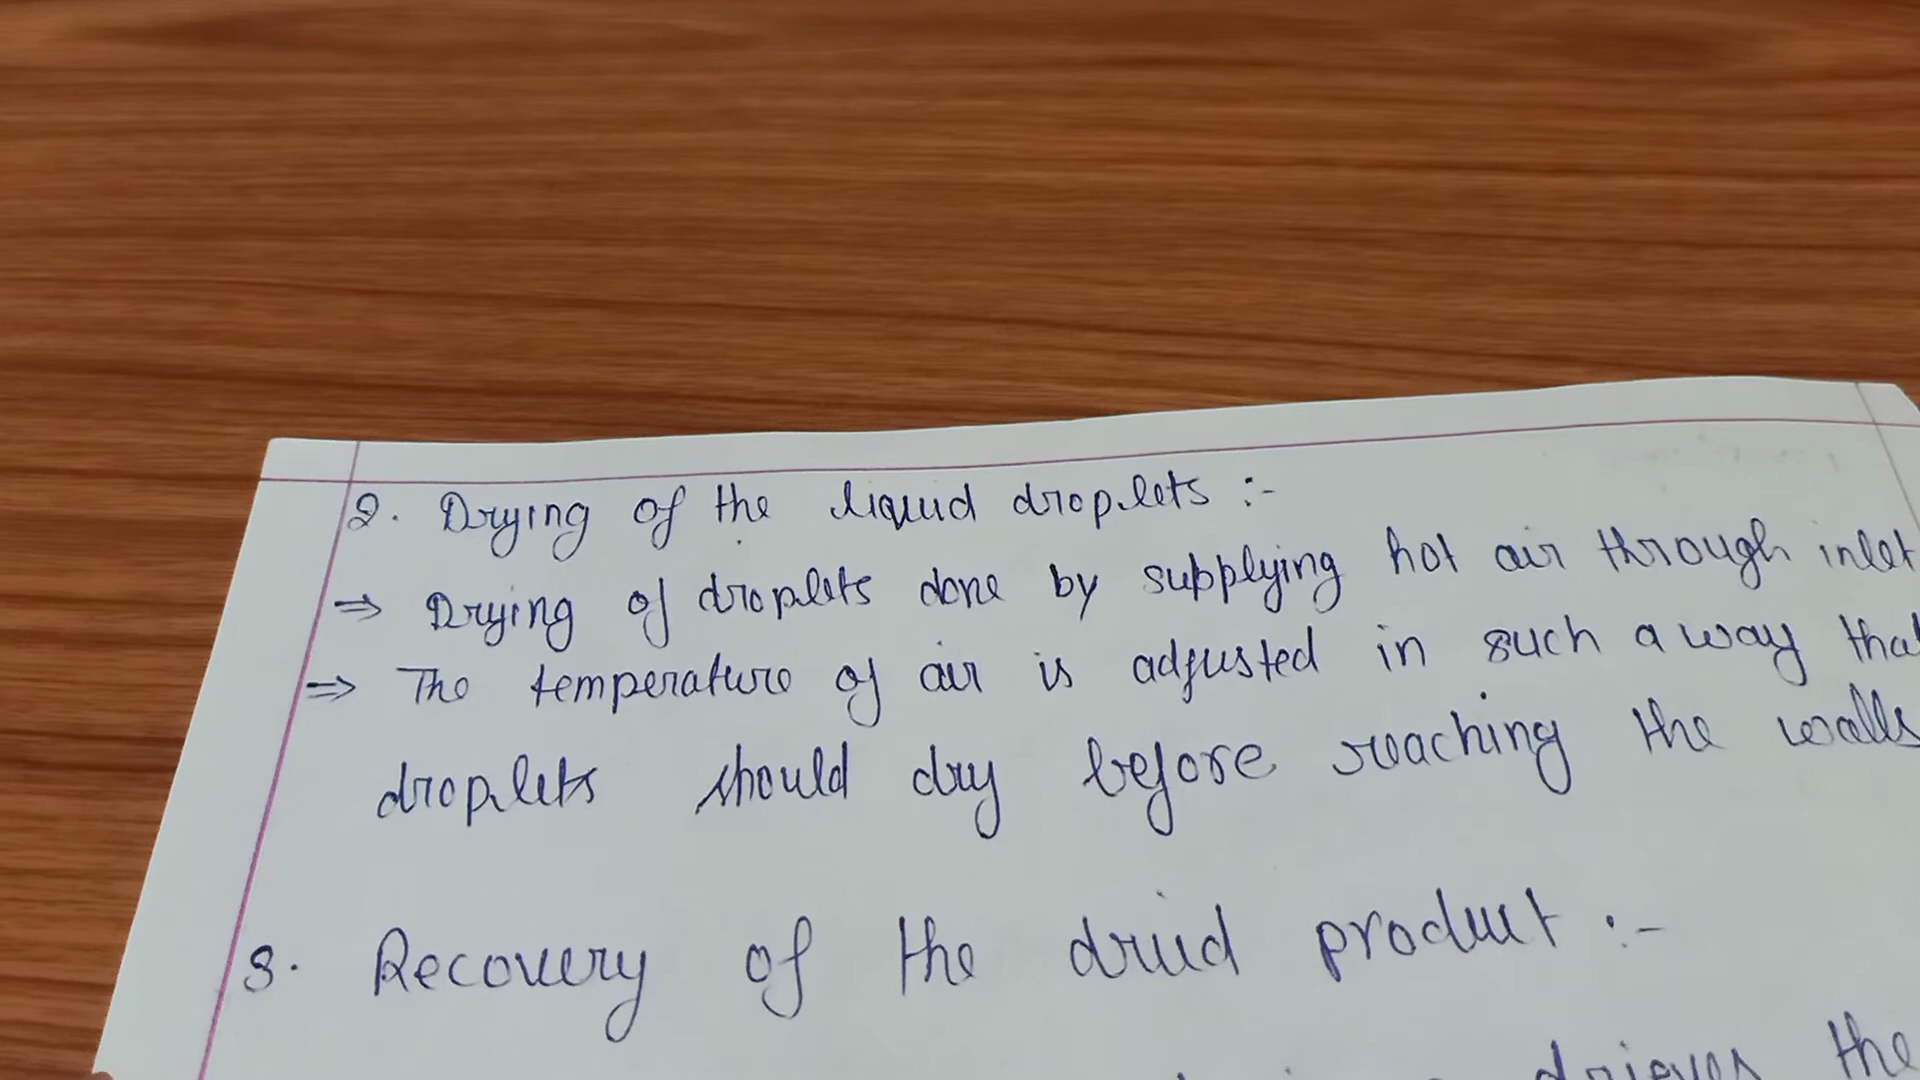 2. Drying of the liquid droplets :-
⇒ Drying of droplets done by supplying hot air through inlet
⇒ The temperature of air is adjusted in such a way that
droplets should dry before reaching the walls
3. Recovery of the dried product :-
the